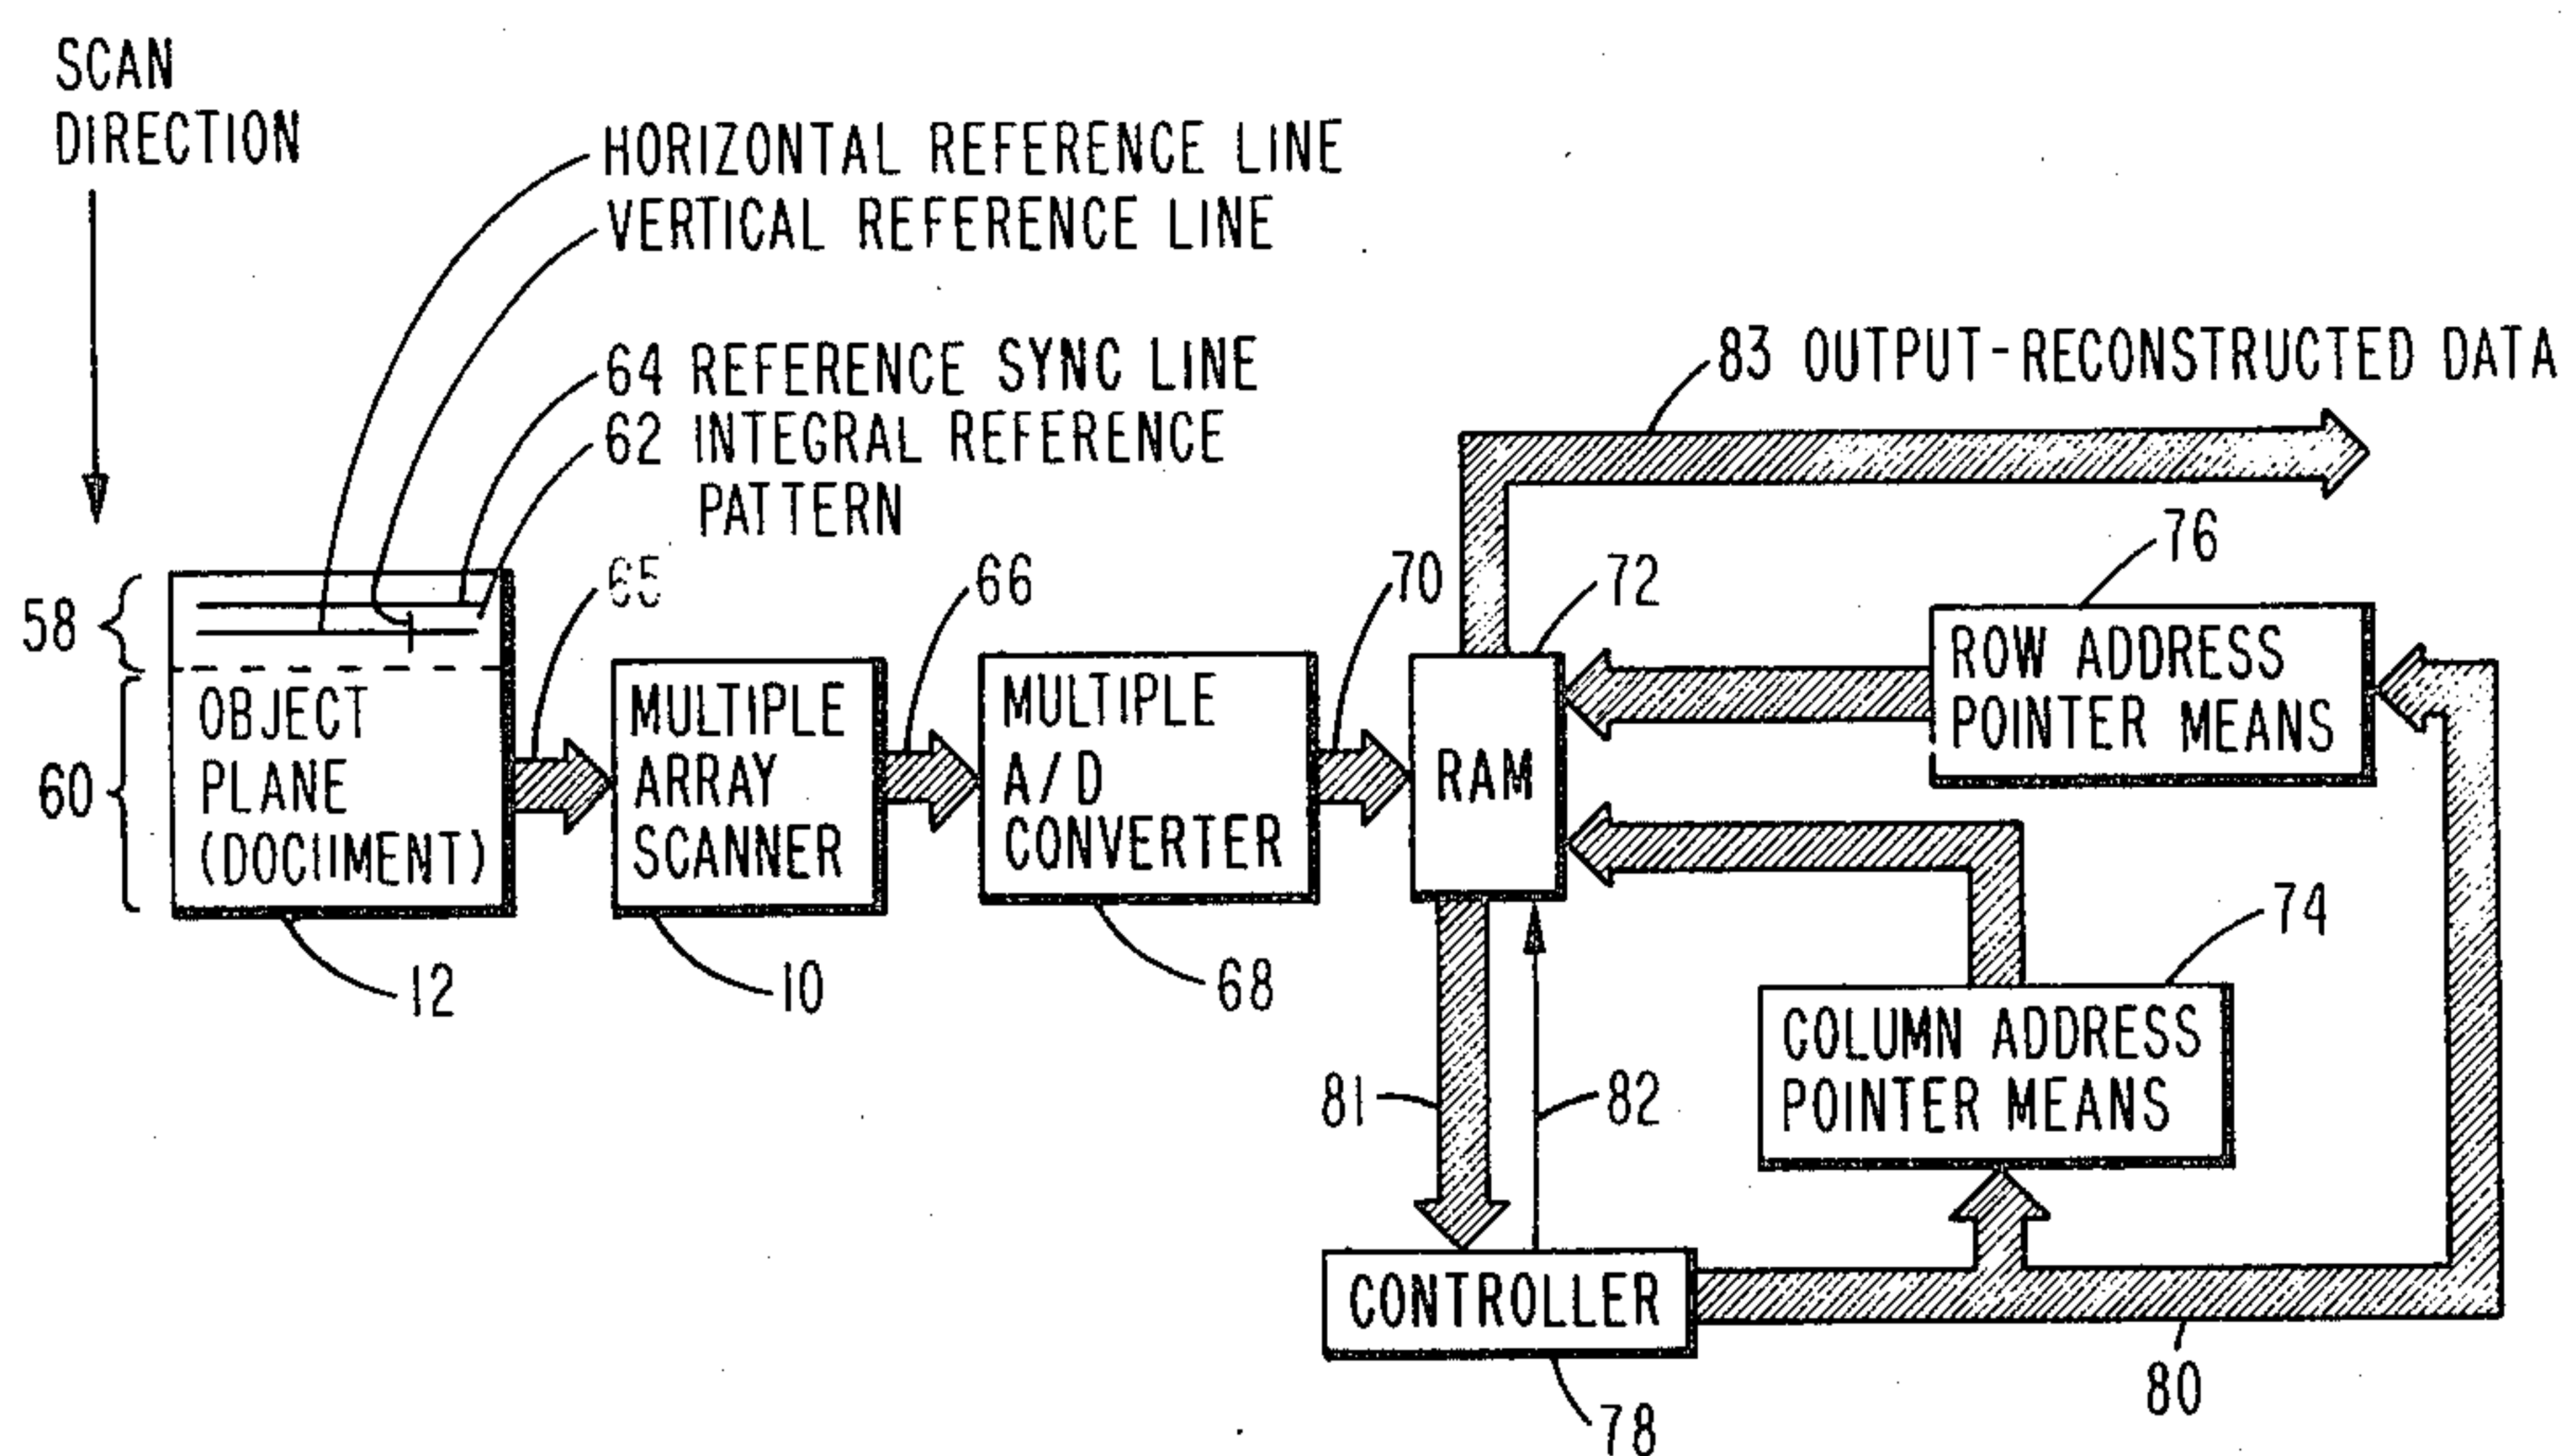 SCAN
DIRECTION
HORIZONTAL REFERENCE LINE
VERTICAL REFERENCE LINE
64 REFERENCE SYNC LINE
62 INTEGRAL REFERENCE
PATTERN
83 OUTPUT-RECONSTRUCTED DATA
58
60
65
66
70
72
76
OBJECT
PLANE
(DOCUMENT)
12
MULTIPLE
ARRAY
SCANNER
10
MULTIPLE
A/D
CONVERTER
68
RAM
ROW ADDRESS
POINTER MEANS
74
COLUMN ADDRESS
POINTER MEANS
81
82
CONTROLLER
78
80